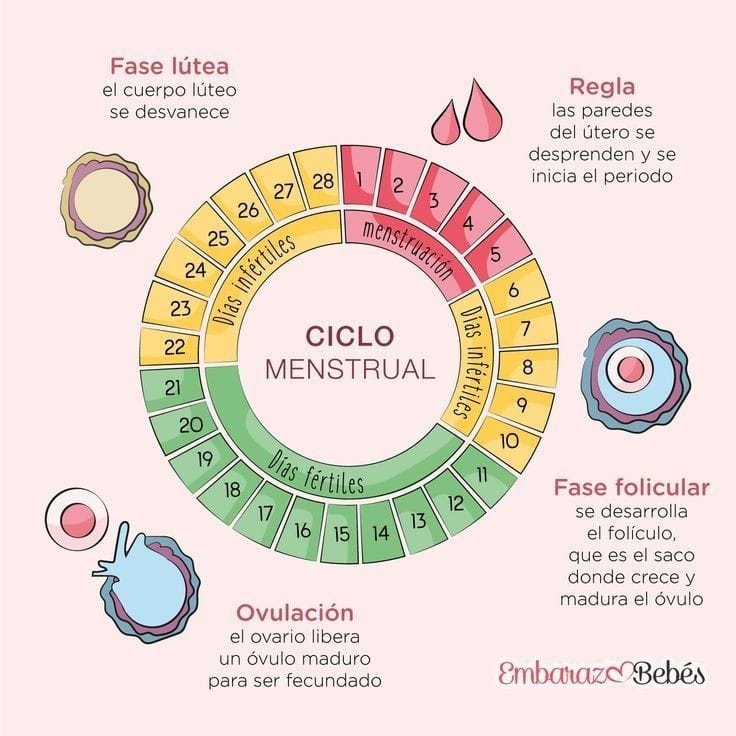 Fase lútea
el cuerpo lúteo
se desvanece
Regla
las paredes
del útero se
desprenden y se
inicia el periodo
1
2
3
4
5
6
7
8
9
10
11
12
13
14
15
16
17
18
19
20
21
22
23
24
25
26
27
28
menstruación
Días infértiles
Días fértiles
Días infértiles
CICLO
MENSTRUAL
Fase folicular
se desarrolla
el folículo,
que es el saco
donde crece y
madura el óvulo
Ovulación
el ovario libera
un óvulo maduro
para ser fecundado
Embaraz Bebés